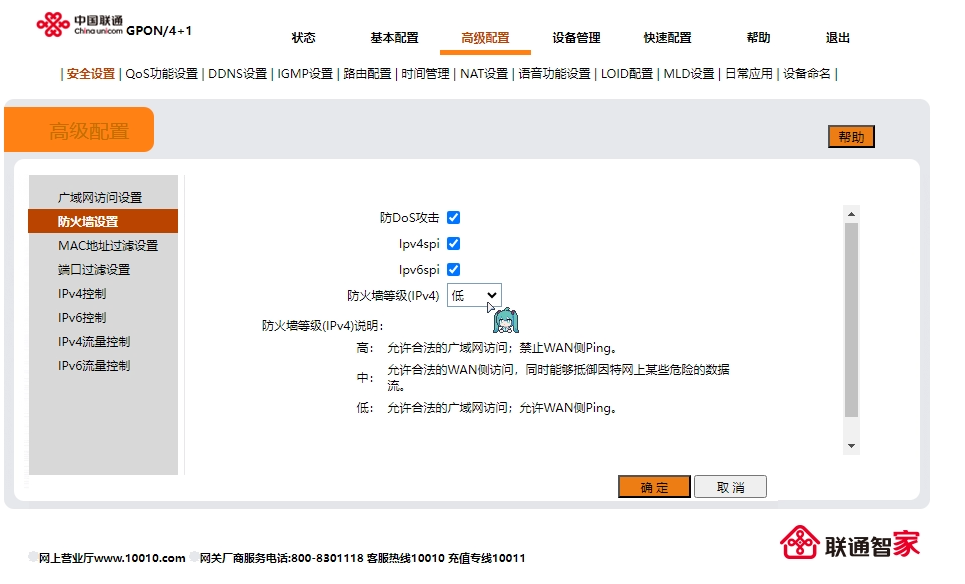 中国联通
China unicom GPON/4+1
状态 基本配置 高级配置 设备管理 快速配置 帮助 退出
| 安全设置 | QoS功能设置 | DDNS设置 | IGMP设置 | 路由配置 | 时间管理 | NAT设置 | 语音功能设置 | LOID配置 | MLD设置 | 日常应用 | 设备命名 |
高级配置
帮助
广域网访问设置
防火墙设置
MAC地址过滤设置
端口过滤设置
IPv4控制
IPv6控制
IPv4流量控制
IPv6流量控制
防DoS攻击
Ipv4spi
Ipv6spi
防火墙等级(IPv4) 低
防火墙等级(IPv4)说明:
高: 允许合法的广域网访问；禁止WAN侧Ping。
中: 允许合法的WAN侧访问，同时能够抵御因特网上某些危险的数据
流。
低: 允许合法的广域网访问；允许WAN侧Ping。
确 定 取 消
网上营业厅www.10010.com 网关厂商服务电话:800-8301118 客服热线10010 充值专线10011
联通智家